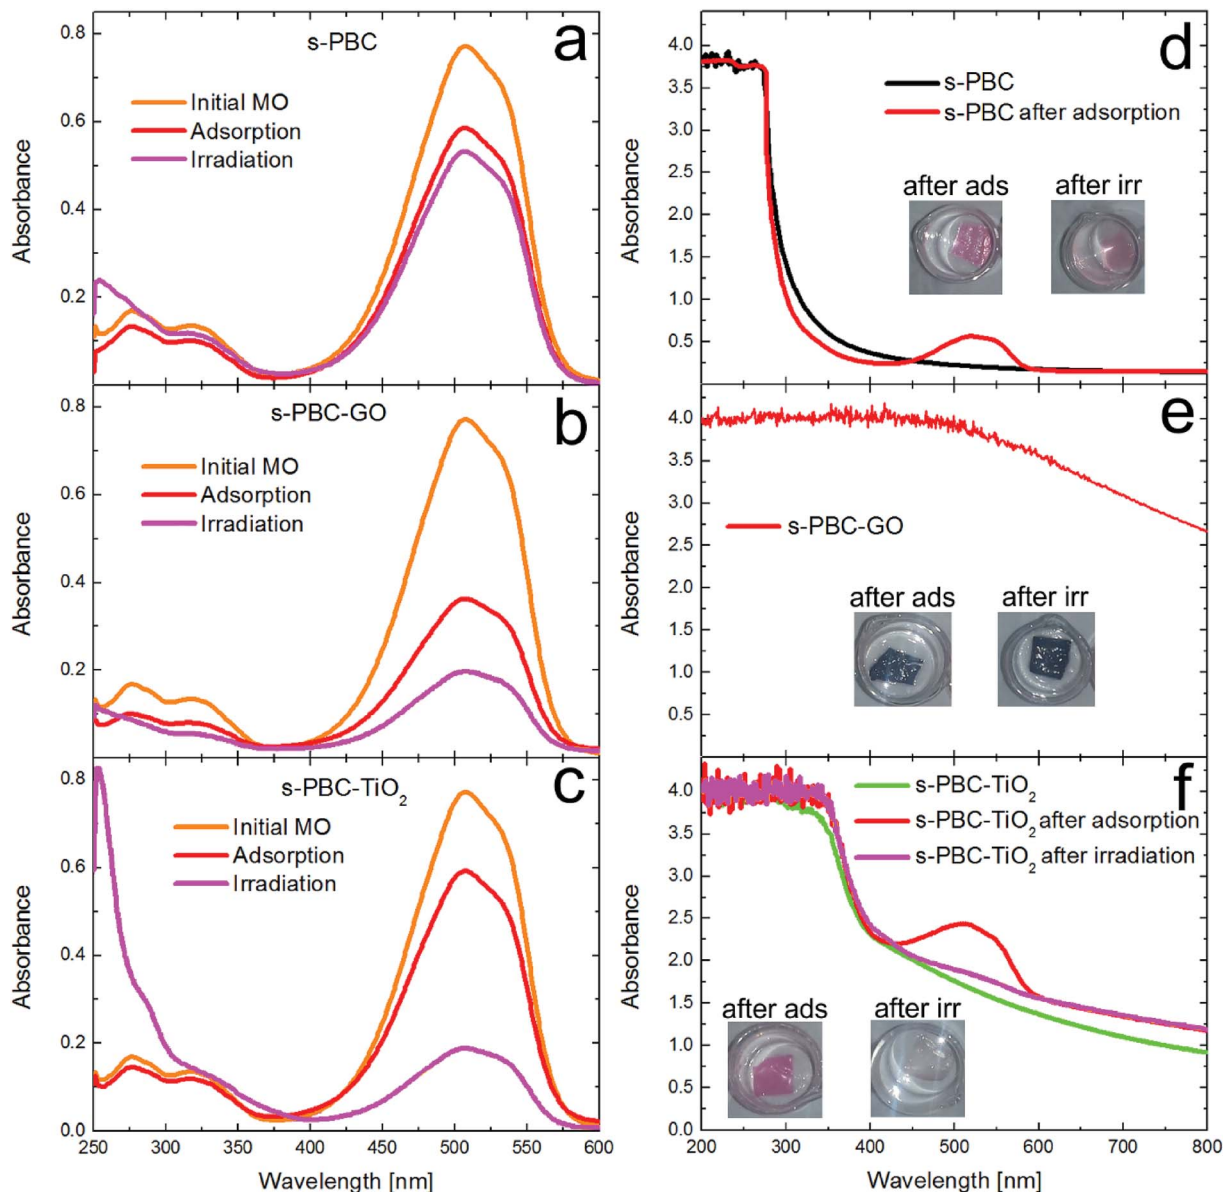 a
s-PBC
Initial MO
Adsorption
Irradiation
Absorbance
0.8
0.6
0.4
0.2
b
s-PBC-GO
Initial MO
Adsorption
Irradiation
Absorbance
0.8
0.6
0.4
0.2
c
s-PBC-TiO2
Initial MO
Adsorption
Irradiation
Absorbance
0.8
0.6
0.4
0.2
0.0
250 300 350 400 450 500 550 600
Wavelength [nm]
d
s-PBC
s-PBC after adsorption
after ads after irr
Absorbance
4.0
3.5
3.0
2.5
2.0
1.5
1.0
0.5
e
s-PBC-GO
after ads after irr
Absorbance
4.0
3.5
3.0
2.5
2.0
1.5
1.0
0.5
f
s-PBC-TiO2
s-PBC-TiO2 after adsorption
s-PBC-TiO2 after irradiation
after ads after irr
Absorbance
4.0
3.5
3.0
2.5
2.0
1.5
1.0
0.5
0.0
200 300 400 500 600 700 800
Wavelength [nm]